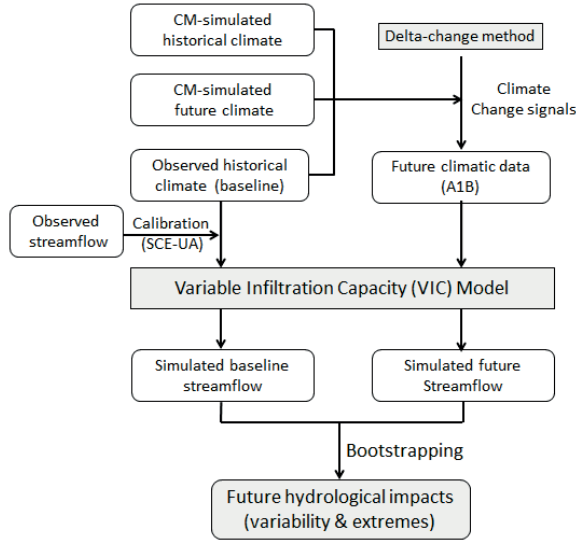 CM-simulated
historical climate
Delta-change method
CM-simulated
future climate
Climate
Change signals
Observed historical
climate (baseline)
Future climatic data
(A1B)
Observed
streamflow
Calibration
(SCE-UA)
Variable Infiltration Capacity (VIC) Model
Simulated baseline
streamflow
Simulated future
Streamflow
Bootstrapping
Future hydrological impacts
(variability & extremes)